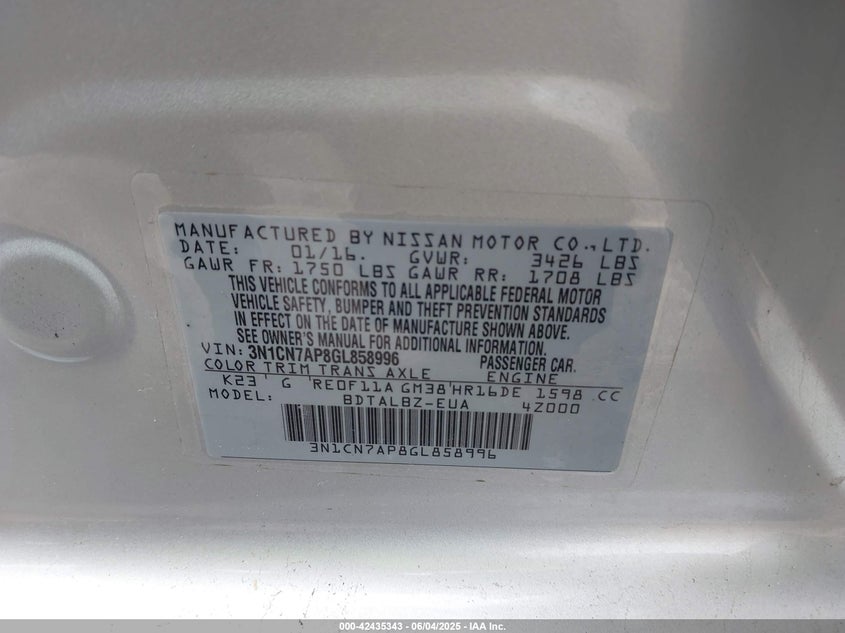 MANUFACTURED BY NISSAN MOTOR CO., LTD.
DATE: 01/16. GVWR: 3426 LBS
GAWR FR: 1750 LBS GAWR RR: 1708 LBS
THIS VEHICLE CONFORMS TO ALL APPLICABLE FEDERAL MOTOR
VEHICLE SAFETY, BUMPER AND THEFT PREVENTION STANDARDS
IN EFFECT ON THE DATE OF MANUFACTURE SHOWN ABOVE.
SEE OWNER'S MANUAL FOR ADDITIONAL INFORMATION.
VIN: 3N1CN7AP8GL858996 PASSENGER CAR.
COLOR TRIM TRANS AXLE ENGINE
K23 G RE0F11A GM38 HR16DE 1598 CC
MODEL: BDTALBZ-EUA 4Z000
3N1CN7AP8GL858996
000-42435343 | 06/04/2025 - IAA Inc.